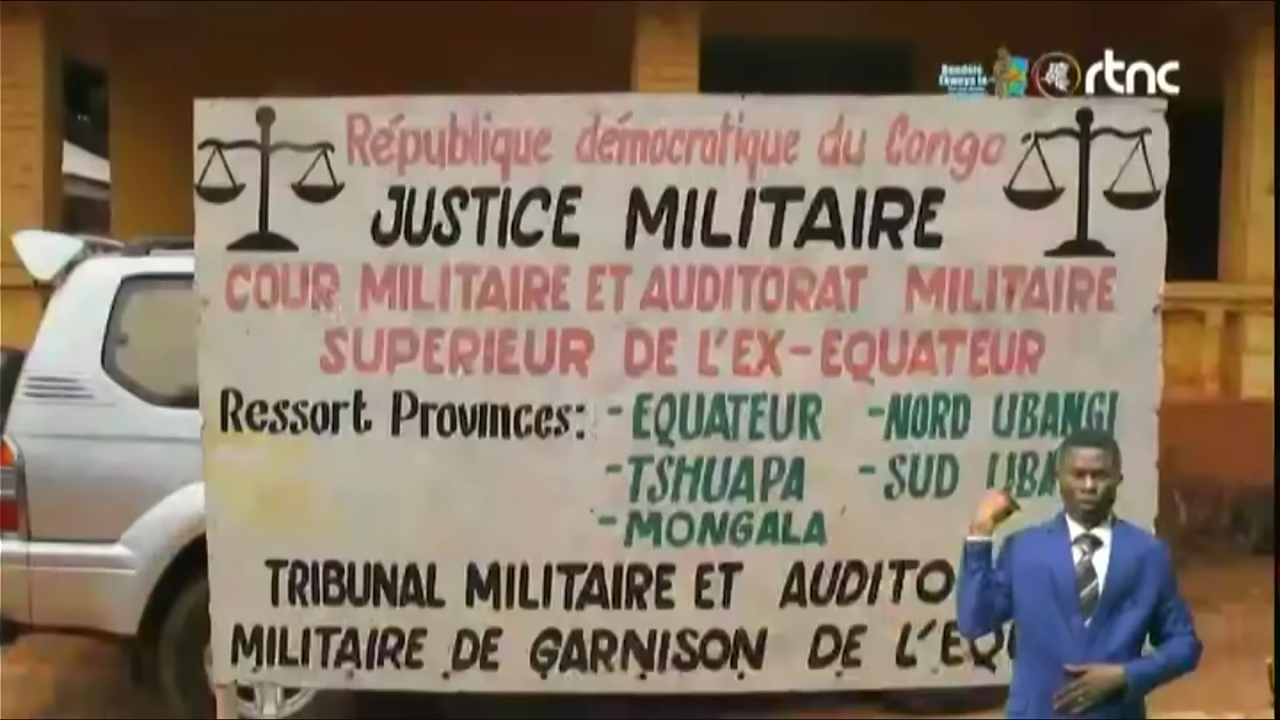 rtnc
République démocratique du Congo
JUSTICE MILITAIRE
COUR MILITAIRE ET AUDITORAT MILITAIRE
SUPERIEUR DE L'EX-EQUATEUR
Ressort Provinces: -EQUATEUR -NORD UBANGI
-TSHUAPA -SUD
-MONGALA
TRIBUNAL MILITAIRE ET
MILITAIRE DE GARNISON DE